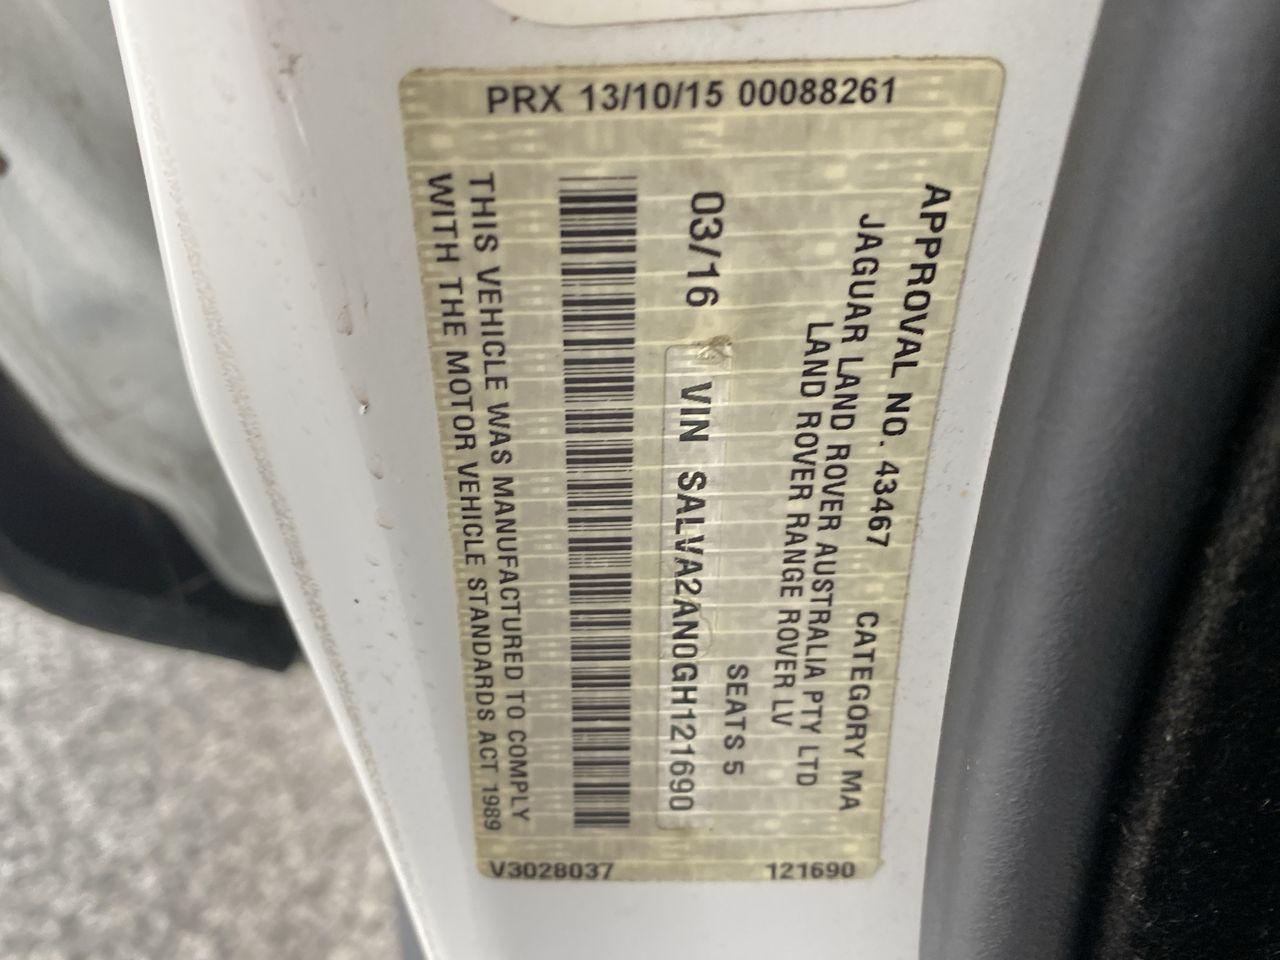 PRX 13/10/15 00088261
APPROVAL NO. 43467 CATEGORY MA
JAGUAR LAND ROVER AUSTRALIA PTY LTD
LAND ROVER RANGE ROVER LV
SEATS 5
03/16 VIN SALVA2AN0GH121690
THIS VEHICLE WAS MANUFACTURED TO COMPLY
WITH THE MOTOR VEHICLE STANDARDS ACT 1989
V3028037 121690